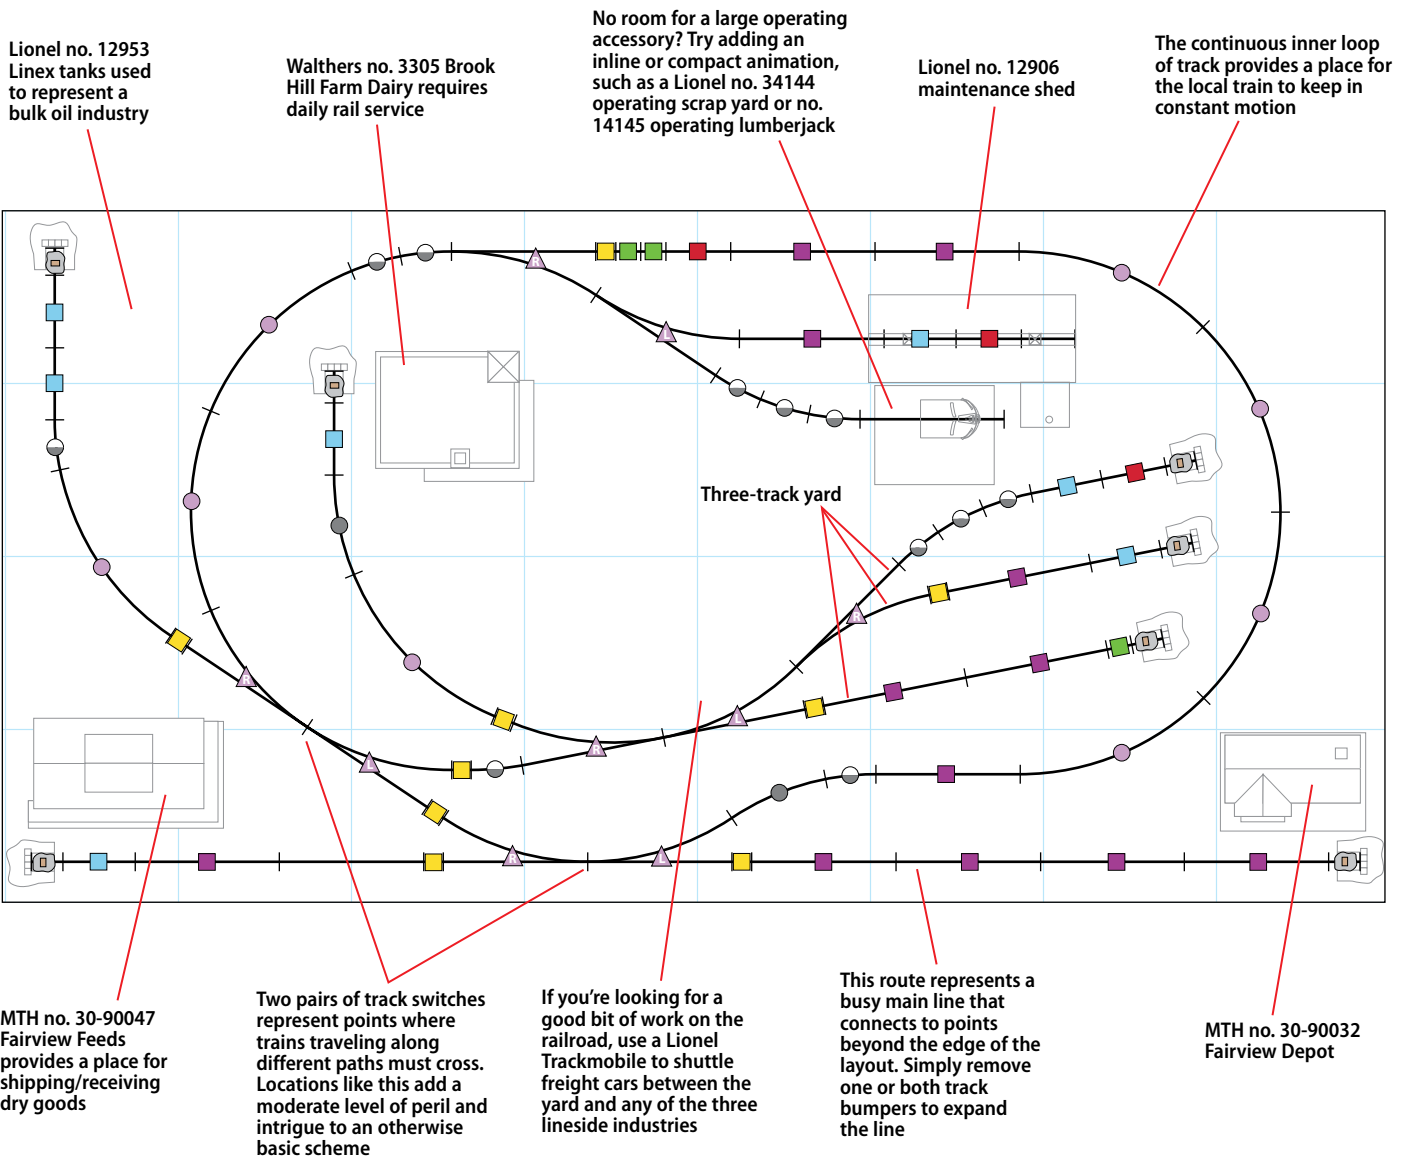 Lionel no. 12953
Linex tanks used
to represent a
bulk oil industry
Walthers no. 3305 Brook
Hill Farm Dairy requires
daily rail service
No room for a large operating
accessory? Try adding an
inline or compact animation,
such as a Lionel no. 34144
operating scrap yard or no.
14145 operating lumberjack
Lionel no. 12906
maintenance shed
The continuous inner loop
of track provides a place for
the local train to keep in
constant motion
R
L
Three-track yard
R
R
L
L
R
R
L
MTH no. 30-90047
Fairview Feeds
provides a place for
shipping/receiving
dry goods
Two pairs of track switches
represent points where
trains traveling along
different paths must cross.
Locations like this add a
moderate level of peril and
intrigue to an otherwise
basic scheme
If you’re looking for a
good bit of work on the
railroad, use a Lionel
Trackmobile to shuttle
freight cars between the
yard and any of the three
lineside industries
This route represents a
busy main line that
connects to points
beyond the edge of the
layout. Simply remove
one or both track
bumpers to expand
the line
MTH no. 30-90032
Fairview Depot